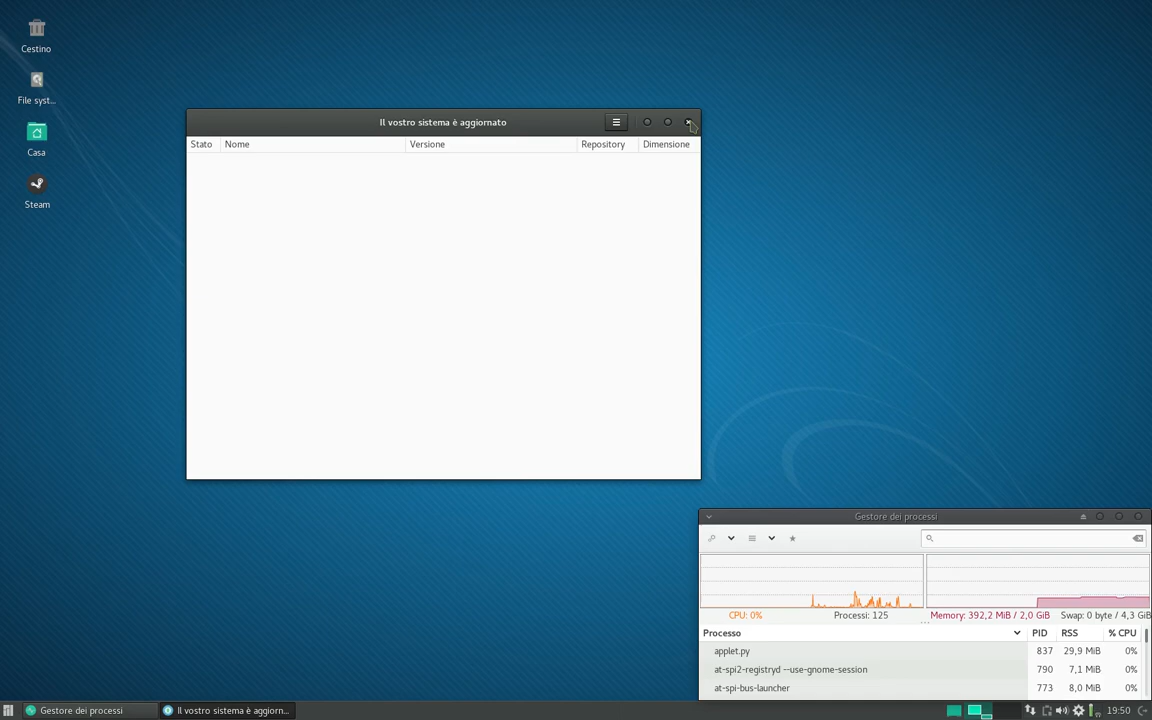 Cestino
File syst...
Casa
Steam
Il vostro sistema è aggiornato
Stato Nome Versione Repository Dimensione
Gestore dei processi
CPU: 0% Processi: 125 Memory: 392,2 MiB / 2,0 GiB Swap: 0 byte / 4,3 GiB
Processo PID RSS % CPU
applet.py 837 29,9 MiB 0%
at-spi2-registryd --use-gnome-session 790 7,1 MiB 0%
at-spi-bus-launcher 773 8,0 MiB 0%
Gestore dei processi Il vostro sistema è aggiorn... 19:50